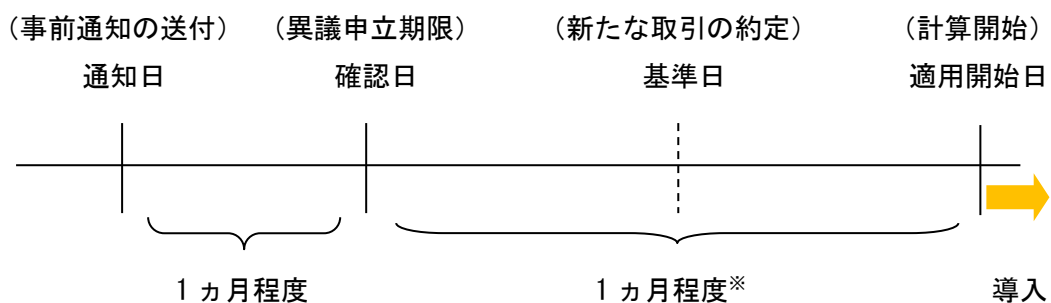 （事前通知の送付） （異議申立期限） （新たな取引の約定） （計算開始）
通知日 確認日 基準日 適用開始日
１ヵ月程度 １ヵ月程度※ 導入